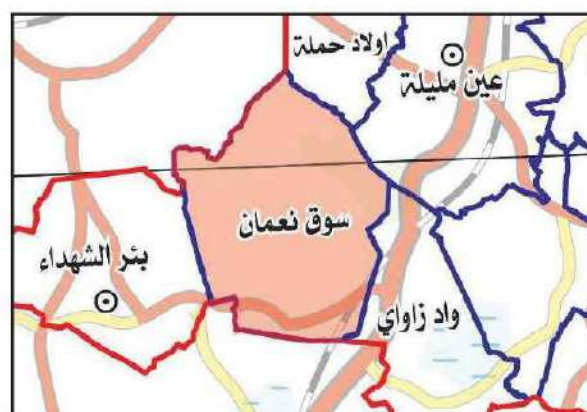 اولاد حملة
عين مليلة
سوق نعمان
بئر الشهداء
واد زاواي